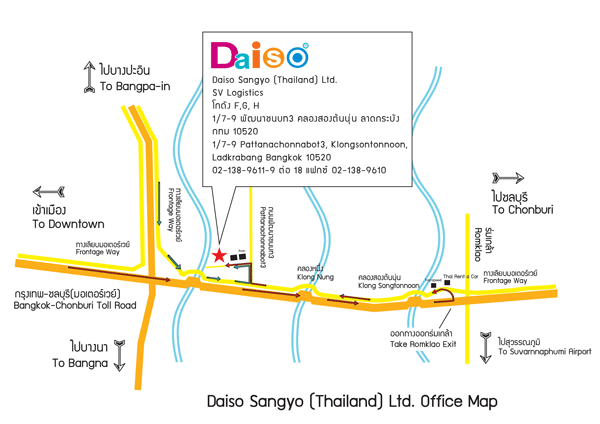 Daiso
Daiso Sangyo (Thailand) Ltd.
SV Logistics
โกดัง F,G, H
1/7-9 พัฒนาชนบท3 คลองสองต้นนุ่น ลาดกระบัง
กทม 10520
1/7-9 Pattanachonnabot3, Klongsontonnoon,
Ladkrabang Bangkok 10520
02-138-9611-9 ต่อ 18 แฟกซ์ 02-138-9610
ไปบางปะอิน
To Bangpa-in
ไปชลบุรี
To Chonburi
เข้าเมือง
To Downtown
ทางเลียบมอเตอร์เวย์
Frontage Way
ทางเลียบมอเตอร์เวย์
Frontage Way
ถนนพัฒนาชนบท3
Pattanachonnabot3
ร่มเกล้า
Romklao
คลองหนึ่ง
Klong Nung
คลองสองต้นนุ่น
Klong Songtonnoon
Thai Rent a Car
ทางเลียบมอเตอร์เวย์
Frontage Way
กรุงเทพ-ชลบุรี(มอเตอร์เวย์)
Bangkok-Chonburi Toll Road
ออกทางออกร่มเกล้า
Take Romklao Exit
ไปบางนา
To Bangna
ไปสุวรรณภูมิ
To Suvarnnaphumi Airport
Daiso Sangyo (Thailand) Ltd. Office Map